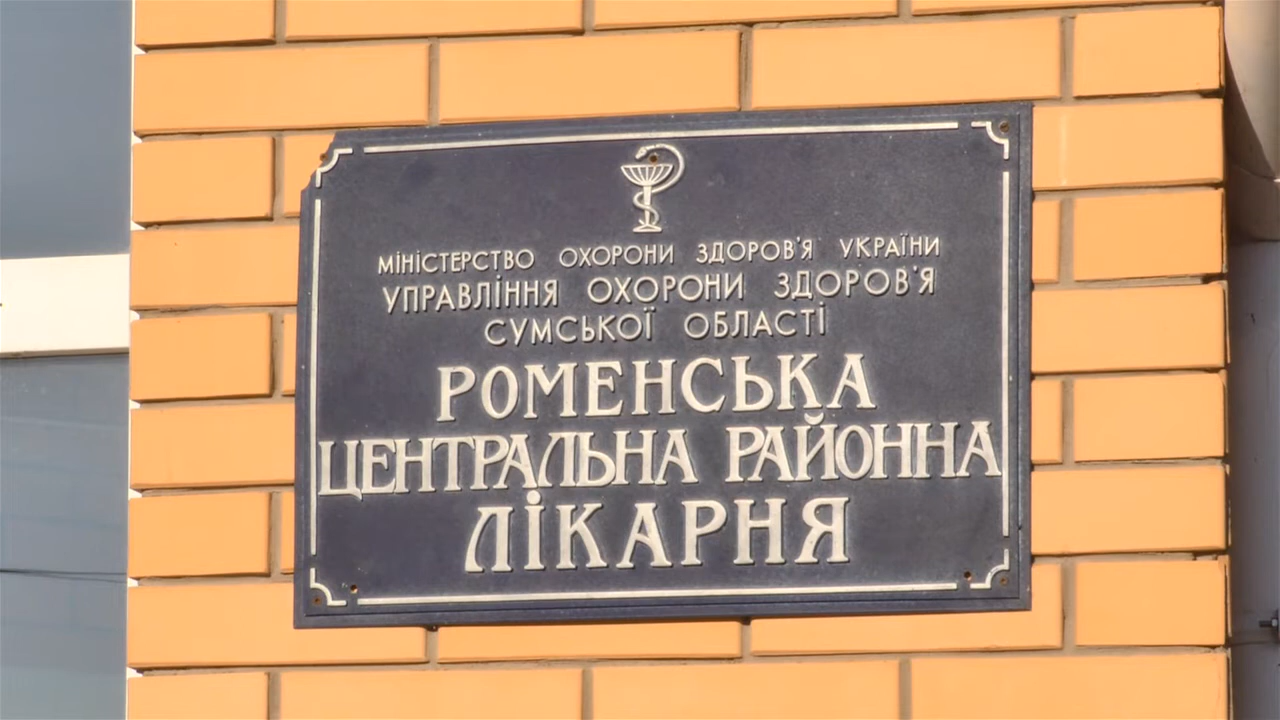 МІНІСТЕРСТВО ОХОРОНИ ЗДОРОВ'Я УКРАЇНИ
УПРАВЛІННЯ ОХОРОНИ ЗДОРОВ'Я
СУМСЬКОЇ ОБЛАСТІ
РОМЕНСЬКА
ЦЕНТРАЛЬНА РАЙОННА
ЛІКАРНЯ